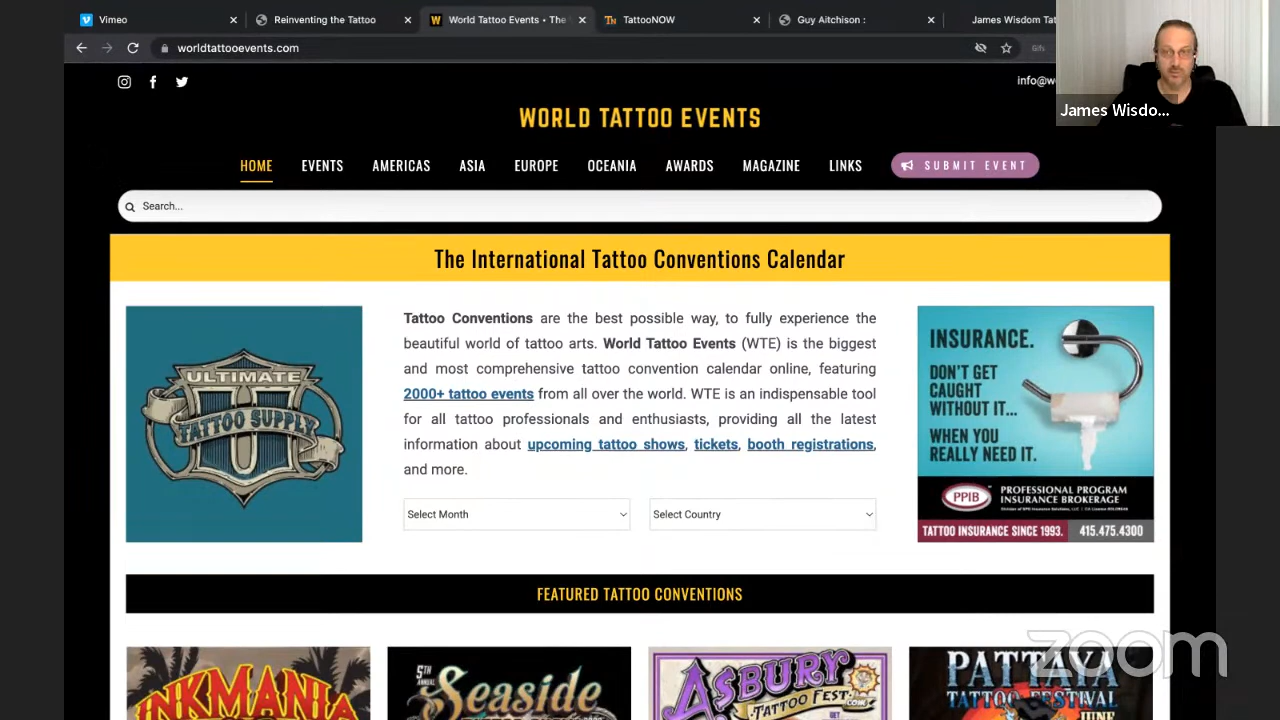 Vimeo
Reinventing the Tattoo
World Tattoo Events • The
TattooNOW
Guy Aitchison :
James Wisdom Tat
worldtattooevents.com
Gifs
info@w
James Wisdo...
WORLD TATTOO EVENTS
HOME EVENTS AMERICAS ASIA EUROPE OCEANIA AWARDS MAGAZINE LINKS SUBMIT EVENT
Search...
The International Tattoo Conventions Calendar
ULTIMATE
TATTOO SUPPLY
Tattoo Conventions are the best possible way, to fully experience the
beautiful world of tattoo arts. World Tattoo Events (WTE) is the biggest
and most comprehensive tattoo convention calendar online, featuring
2000+ tattoo events from all over the world. WTE is an indispensable tool
for all tattoo professionals and enthusiasts, providing all the latest
information about upcoming tattoo shows, tickets, booth registrations,
and more.
Select Month
Select Country
INSURANCE.
DON'T GET
CAUGHT
WITHOUT IT...
WHEN YOU
REALLY NEED IT.
PPIB
PROFESSIONAL PROGRAM
INSURANCE BROKERAGE
TATTOO INSURANCE SINCE 1993. 415.475.4300
FEATURED TATTOO CONVENTIONS
INKMANIA
5TH
ANNUAL
Seaside
ASBURY
TATTOO FEST
.COM
GET
PATTAYA
TATTOO FESTIVAL
JUNE
zoom